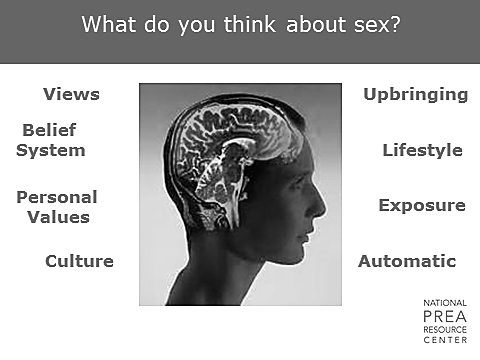 What do you think about sex?
Views
Belief
System
Personal
Values
Culture
Upbringing
Lifestyle
Exposure
Automatic
NATIONAL
PREA
RESOURCE
CENTER